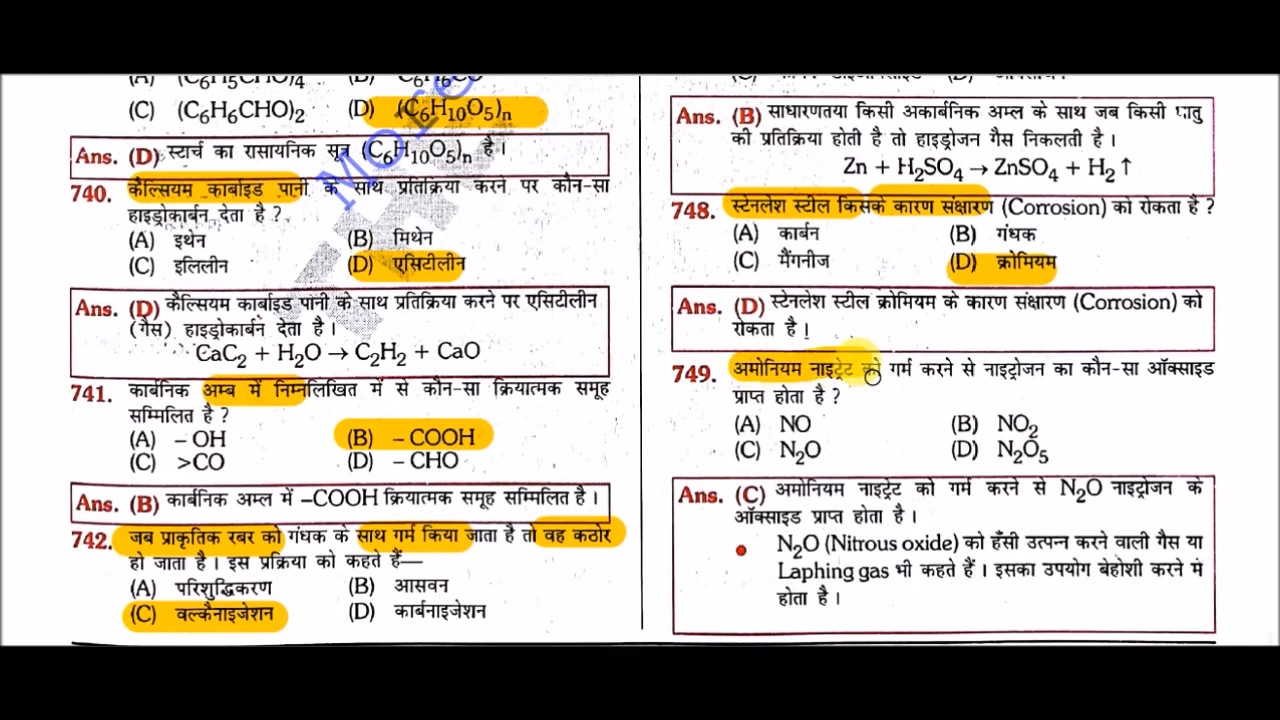 (C) (C₆H₆CHO)₂ (D) (C₆H₁₀O₅)ₙ
Ans. (D) स्टार्च का रासायनिक सूत्र (C₆H₁₀O₅)ₙ है।
740. कैल्सियम कार्बाइड पानी के साथ प्रतिक्रिया करने पर कौन-सा
हाइड्रोकार्बन देता है ?
(A) इथेन (B) मिथेन
(C) इलिलीन (D) एसिटीलीन
Ans. (D) कैल्सियम कार्बाइड पानी के साथ प्रतिक्रिया करने पर एसिटीलीन
(गैस) हाइड्रोकार्बन देता है।
CaC₂ + H₂O → C₂H₂ + CaO
741. कार्बनिक अम्ब में निम्नलिखित में से कौन-सा क्रियात्मक समूह
सम्मिलित है ?
(A) – OH (B) – COOH
(C) >CO (D) – CHO
Ans. (B) कार्बनिक अम्ल में –COOH क्रियात्मक समूह सम्मिलित है।
742. जब प्राकृतिक रबर को गंधक के साथ गर्म किया जाता है तो वह कठोर
हो जाता है। इस प्रक्रिया को कहते हैं—
(A) परिशुद्धिकरण (B) आसवन
(C) वल्कैनाइजेशन (D) कार्बनाइजेशन
More
Ans. (B) साधारणतया किसी अकार्बनिक अम्ल के साथ जब किसी धातु
की प्रतिक्रिया होती है तो हाइड्रोजन गैस निकलती है।
Zn + H₂SO₄ → ZnSO₄ + H₂ ↑
748. स्टेनलेश स्टील किसके कारण संक्षारण (Corrosion) को रोकता है ?
(A) कार्बन (B) गंधक
(C) मैंगनीज (D) क्रोमियम
Ans. (D) स्टेनलेश स्टील क्रोमियम के कारण संक्षारण (Corrosion) को
रोकता है।
749. अमोनियम नाइट्रेट को गर्म करने से नाइट्रोजन का कौन-सा ऑक्साइड
प्राप्त होता है ?
(A) NO (B) NO₂
(C) N₂O (D) N₂O₅
Ans. (C) अमोनियम नाइट्रेट को गर्म करने से N₂O नाइट्रोजन के
ऑक्साइड प्राप्त होता है।
● N₂O (Nitrous oxide) को हँसी उत्पन्न करने वाली गैस या
Laphing gas भी कहते हैं। इसका उपयोग बेहोशी करने में
होता है।